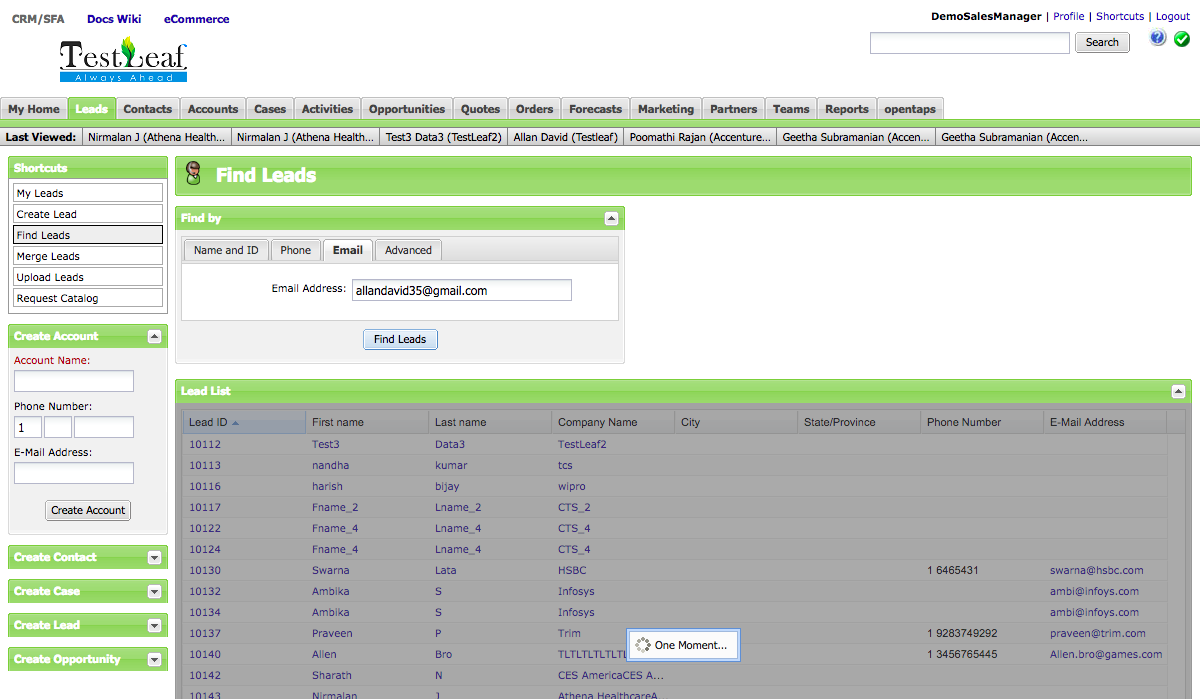 CRM/SFA Docs Wiki eCommerce
DemoSalesManager | Profile | Shortcuts | Logout
TestLeaf
Always Ahead
Search
?
My Home Leads Contacts Accounts Cases Activities Opportunities Quotes Orders Forecasts Marketing Partners Teams Reports opentaps
Last Viewed: Nirmalan J (Athena Health... Nirmalan J (Athena Health... Test3 Data3 (TestLeaf2) Allan David (Testleaf) Poomathi Rajan (Accenture... Geetha Subramanian (Accen... Geetha Subramanian (Accen...
Shortcuts
My Leads
Create Lead
Find Leads
Merge Leads
Upload Leads
Request Catalog
Create Account
Account Name:
Phone Number:
1
E-Mail Address:
Create Account
Create Contact
Create Case
Create Lead
Create Opportunity
Find Leads
Find by
Name and ID Phone Email Advanced
Email Address: allandavid35@gmail.com
Find Leads
Lead List
Lead ID First name Last name Company Name City State/Province Phone Number E-Mail Address
10112 Test3 Data3 TestLeaf2
10113 nandha kumar tcs
10116 harish bijay wipro
10117 Fname_2 Lname_2 CTS_2
10122 Fname_4 Lname_4 CTS_4
10124 Fname_4 Lname_4 CTS_4
10130 Swarna Lata HSBC 1 6465431 swarna@hsbc.com
10132 Ambika S Infosys ambi@infoys.com
10134 Ambika S Infosys ambi@infoys.com
10137 Praveen P Trim 1 9283749292 praveen@trim.com
One Moment...
10140 Allen Bro TLTLTLTLTL 1 3456765445 Allen.bro@games.com
10142 Sharath N CES AmericaCES A...
10143 Nirmalan J Athena HealthcareA...